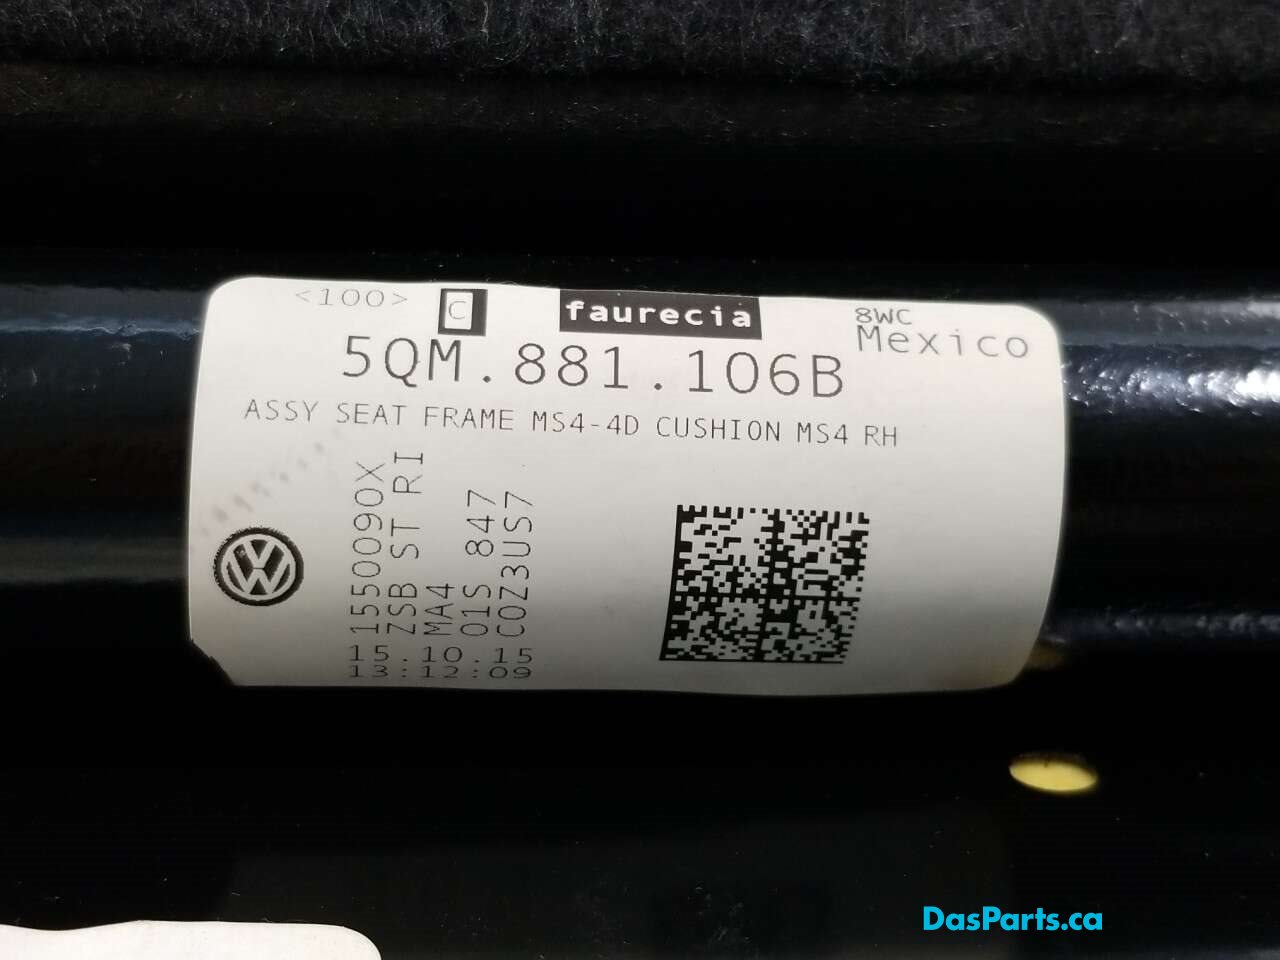 <100> C faurecia 8WC
Mexico
5QM.881.106B
ASSY SEAT FRAME MS4-4D CUSHION MS4 RH
1550090X
ZSB ST RI
MA4
01S 847
C0Z3US7
15.10.15
13:12:09
DasParts.ca